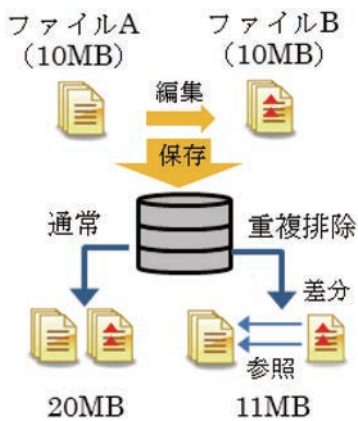 ファイルA
(10MB)
ファイルB
(10MB)
編集
保存
通常
重複排除
差分
参照
20MB
11MB